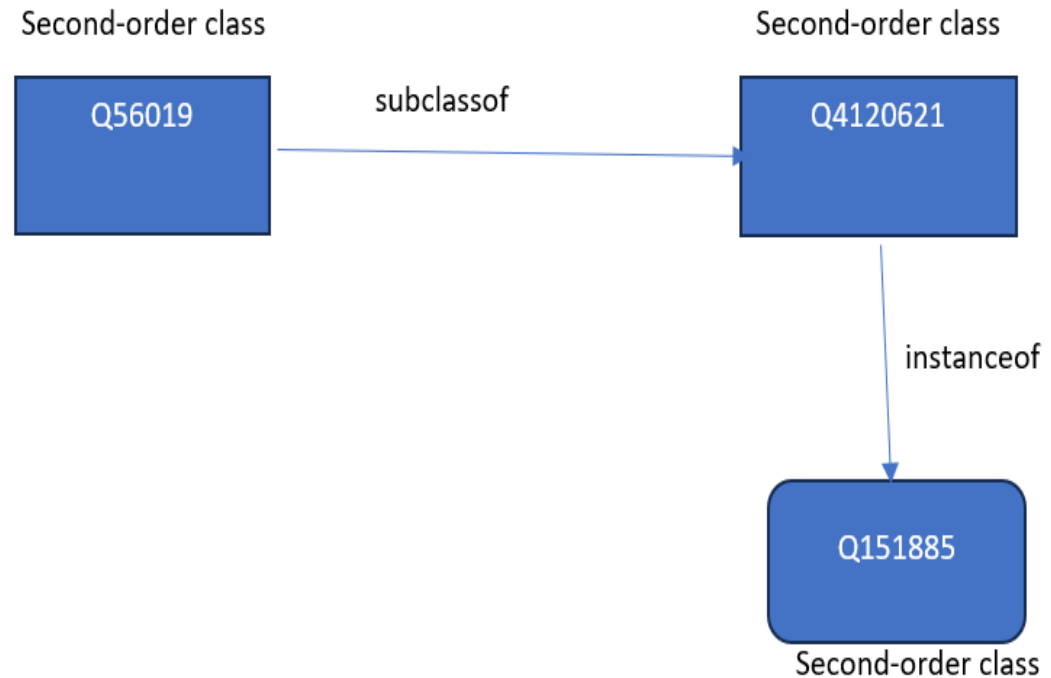 Second-order class
Second-order class
Q56019
subclassof
Q4120621
instanceof
Q151885
Second-order class